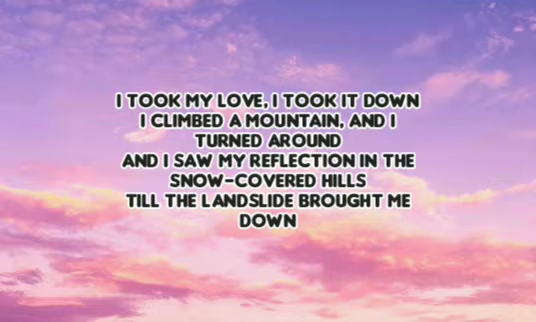 I TOOK MY LOVE, I TOOK IT DOWN
I CLIMBED A MOUNTAIN, AND I
TURNED AROUND
AND I SAW MY REFLECTION IN THE
SNOW-COVERED HILLS
TILL THE LANDSLIDE BROUGHT ME
DOWN